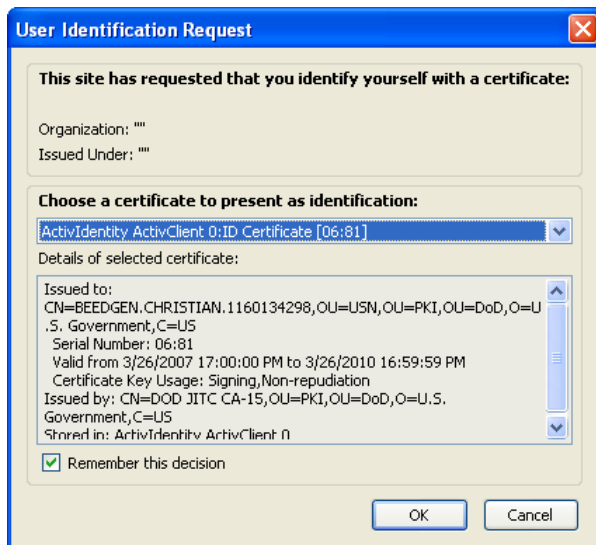 User Identification Request
This site has requested that you identify yourself with a certificate:
Organization: ""
Issued Under: ""
Choose a certificate to present as identification:
ActivIdentity ActivClient 0:ID Certificate [06:81]
Details of selected certificate:
Issued to:
CN=BEEDGEN.CHRISTIAN.1160134298,OU=USN,OU=PKI,OU=DoD,O=U
.S. Government,C=US
Serial Number: 06:81
Valid from 3/26/2007 17:00:00 PM to 3/26/2010 16:59:59 PM
Certificate Key Usage: Signing,Non-repudiation
Issued by: CN=DOD JITC CA-15,OU=PKI,OU=DoD,O=U.S.
Government,C=US
Stored in: ActivIdentity ActivClient 0
Remember this decision
OK
Cancel